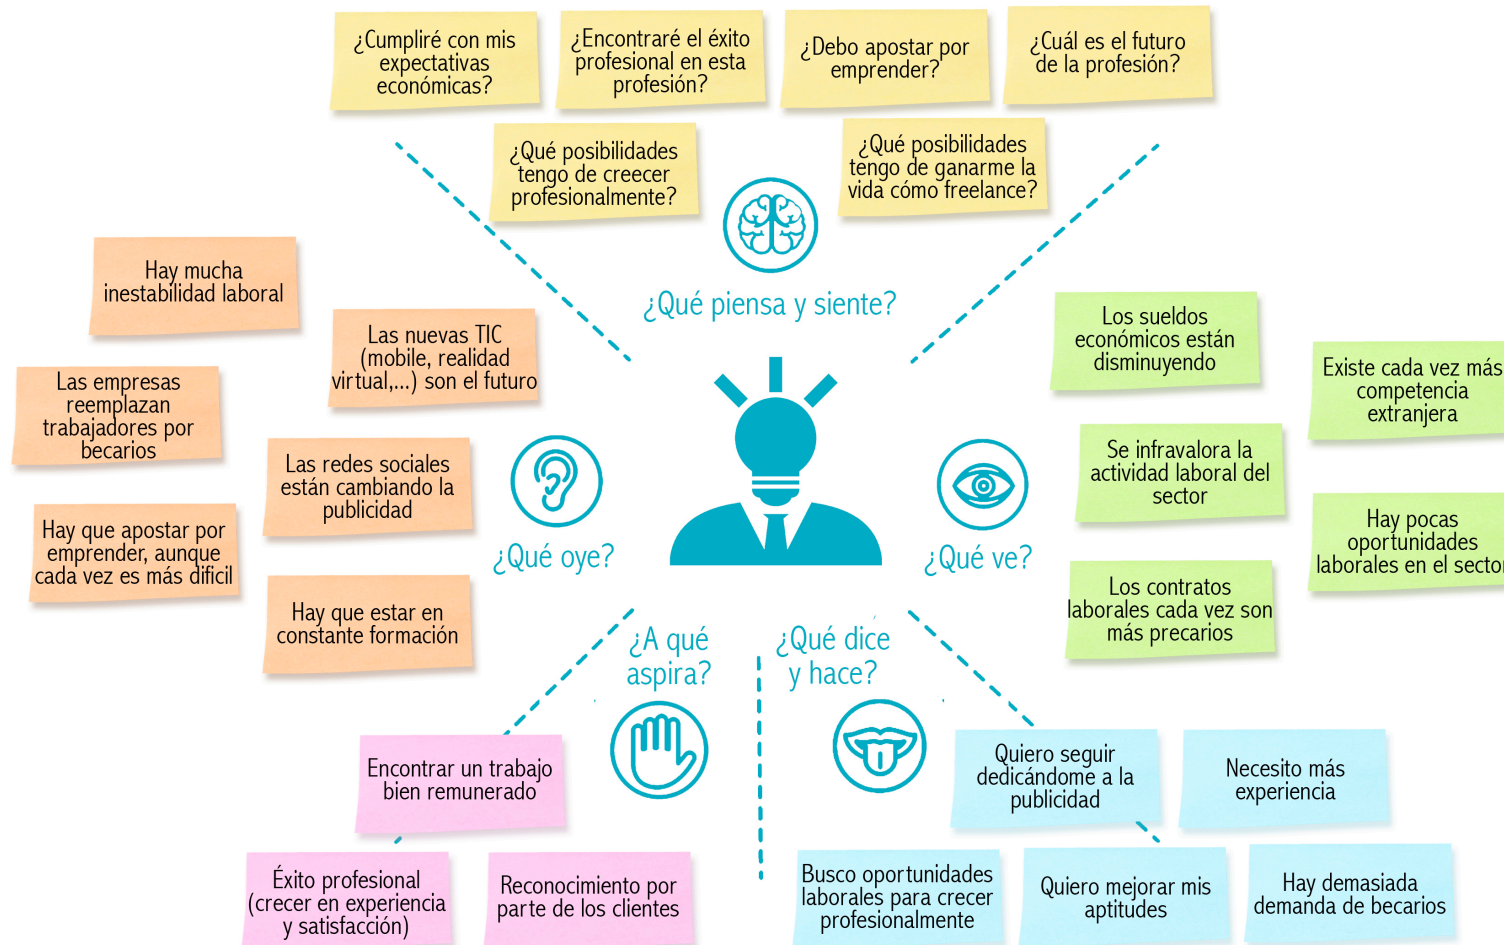 ¿Cumpliré con mis
expectativas
económicas?
¿Encontraré el éxito
profesional en esta
profesión?
¿Debo apostar por
emprender?
¿Cuál es el futuro
de la profesión?
¿Qué posibilidades
tengo de creecer
profesionalmente?
¿Qué posibilidades
tengo de ganarme la
vida cómo freelance?
¿Qué piensa y siente?
Hay mucha
inestabilidad laboral
Las nuevas TIC
(mobile, realidad
virtual,...) son el futuro
Las empresas
reemplazan
trabajadores por
becarios
Las redes sociales
están cambiando la
publicidad
Hay que apostar por
emprender, aunque
cada vez es más dificil
Hay que estar en
constante formación
¿Qué oye?
Los sueldos
económicos están
disminuyendo
Existe cada vez más
competencia
extranjera
Se infravalora la
actividad laboral del
sector
Hay pocas
oportunidades
laborales en el sector
Los contratos
laborales cada vez son
más precarios
¿Qué ve?
¿A qué
aspira?
Encontrar un trabajo
bien remunerado
Éxito profesional
(crecer en experiencia
y satisfacción)
Reconocimiento por
parte de los clientes
¿Qué dice
y hace?
Quiero seguir
dedicándome a la
publicidad
Necesito más
experiencia
Busco oportunidades
laborales para crecer
profesionalmente
Quiero mejorar mis
aptitudes
Hay demasiada
demanda de becarios